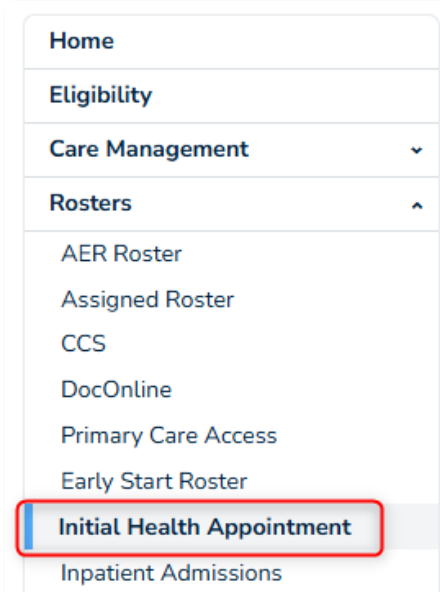 Home
Eligibility
Care Management
Rosters
AER Roster
Assigned Roster
CCS
DocOnline
Primary Care Access
Early Start Roster
Initial Health Appointment
Inpatient Admissions